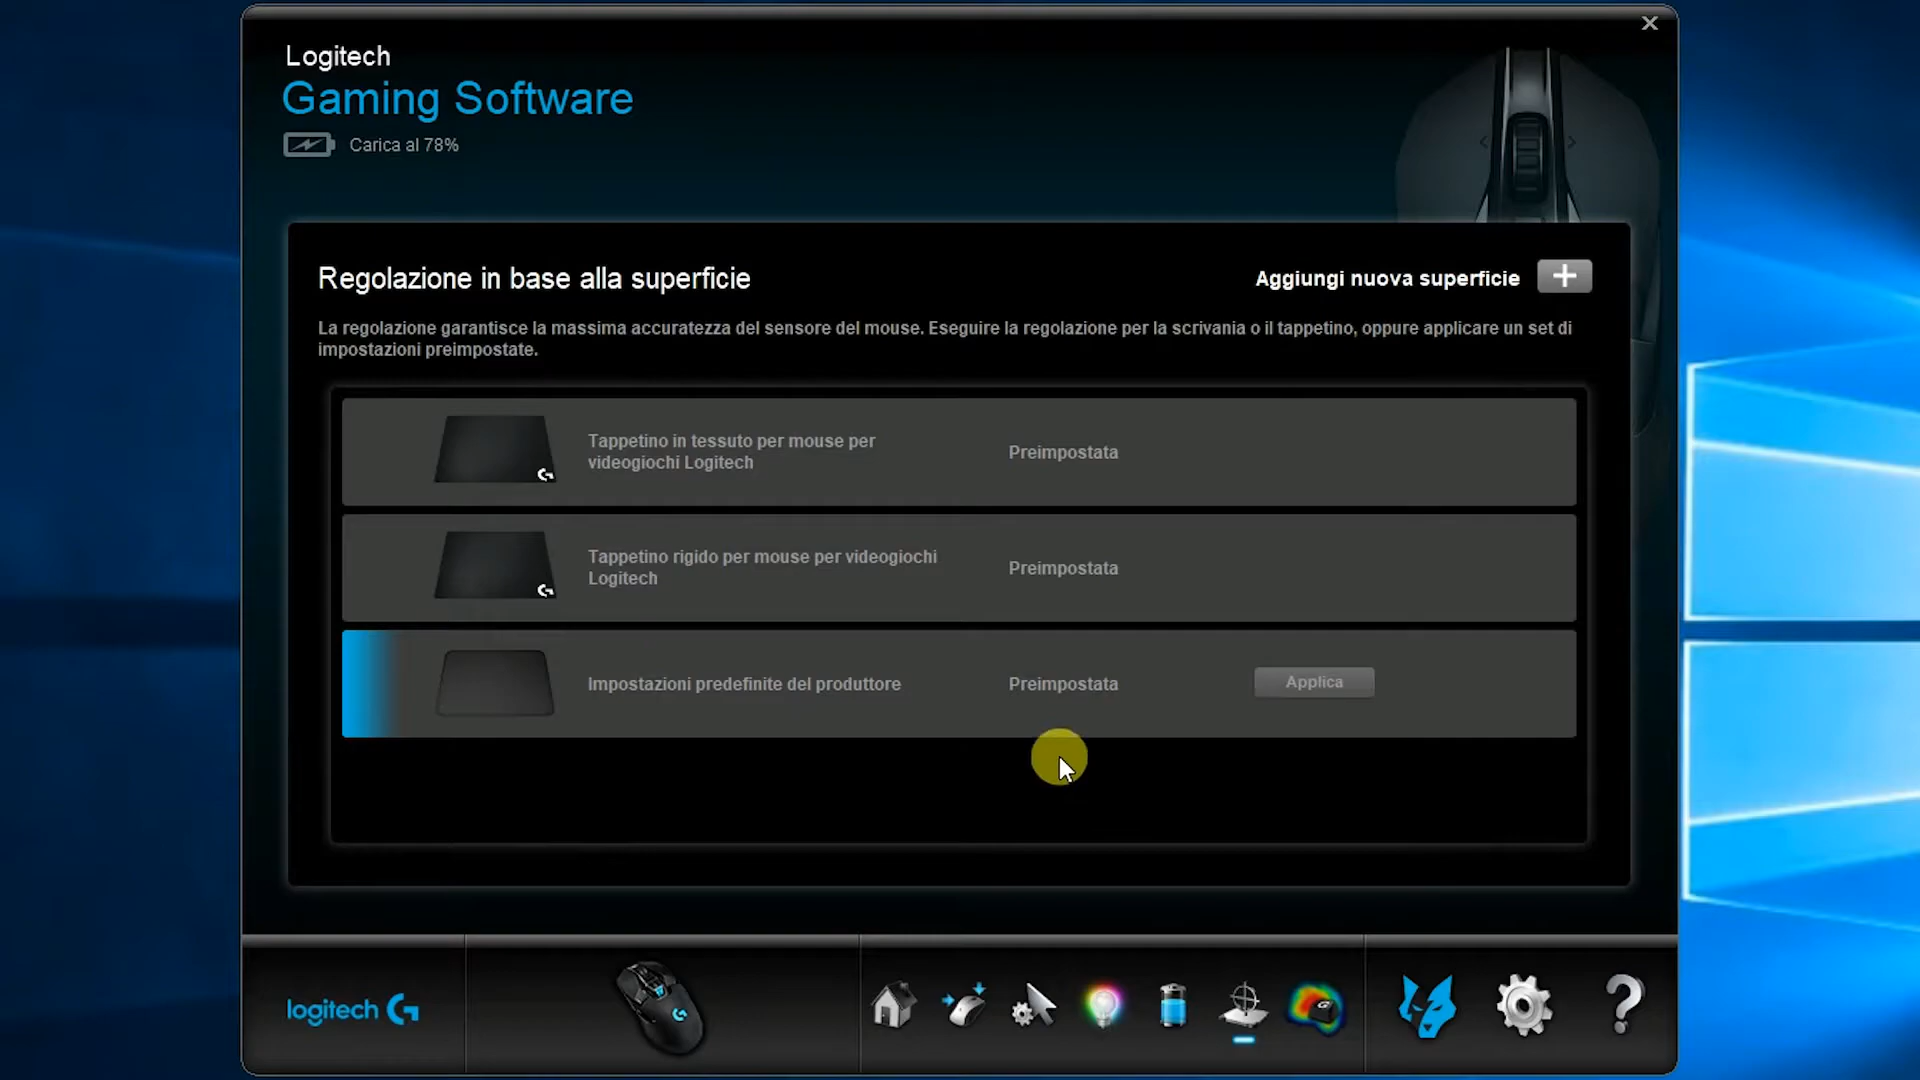 Logitech
Gaming Software
Carica al 78%
Regolazione in base alla superficie
Aggiungi nuova superficie
La regolazione garantisce la massima accuratezza del sensore del mouse. Eseguire la regolazione per la scrivania o il tappetino, oppure applicare un set di
impostazioni preimpostate.
Tappetino in tessuto per mouse per
videogiochi Logitech
Preimpostata
Tappetino rigido per mouse per videogiochi
Logitech
Preimpostata
Impostazioni predefinite del produttore
Preimpostata
Applica
logitech